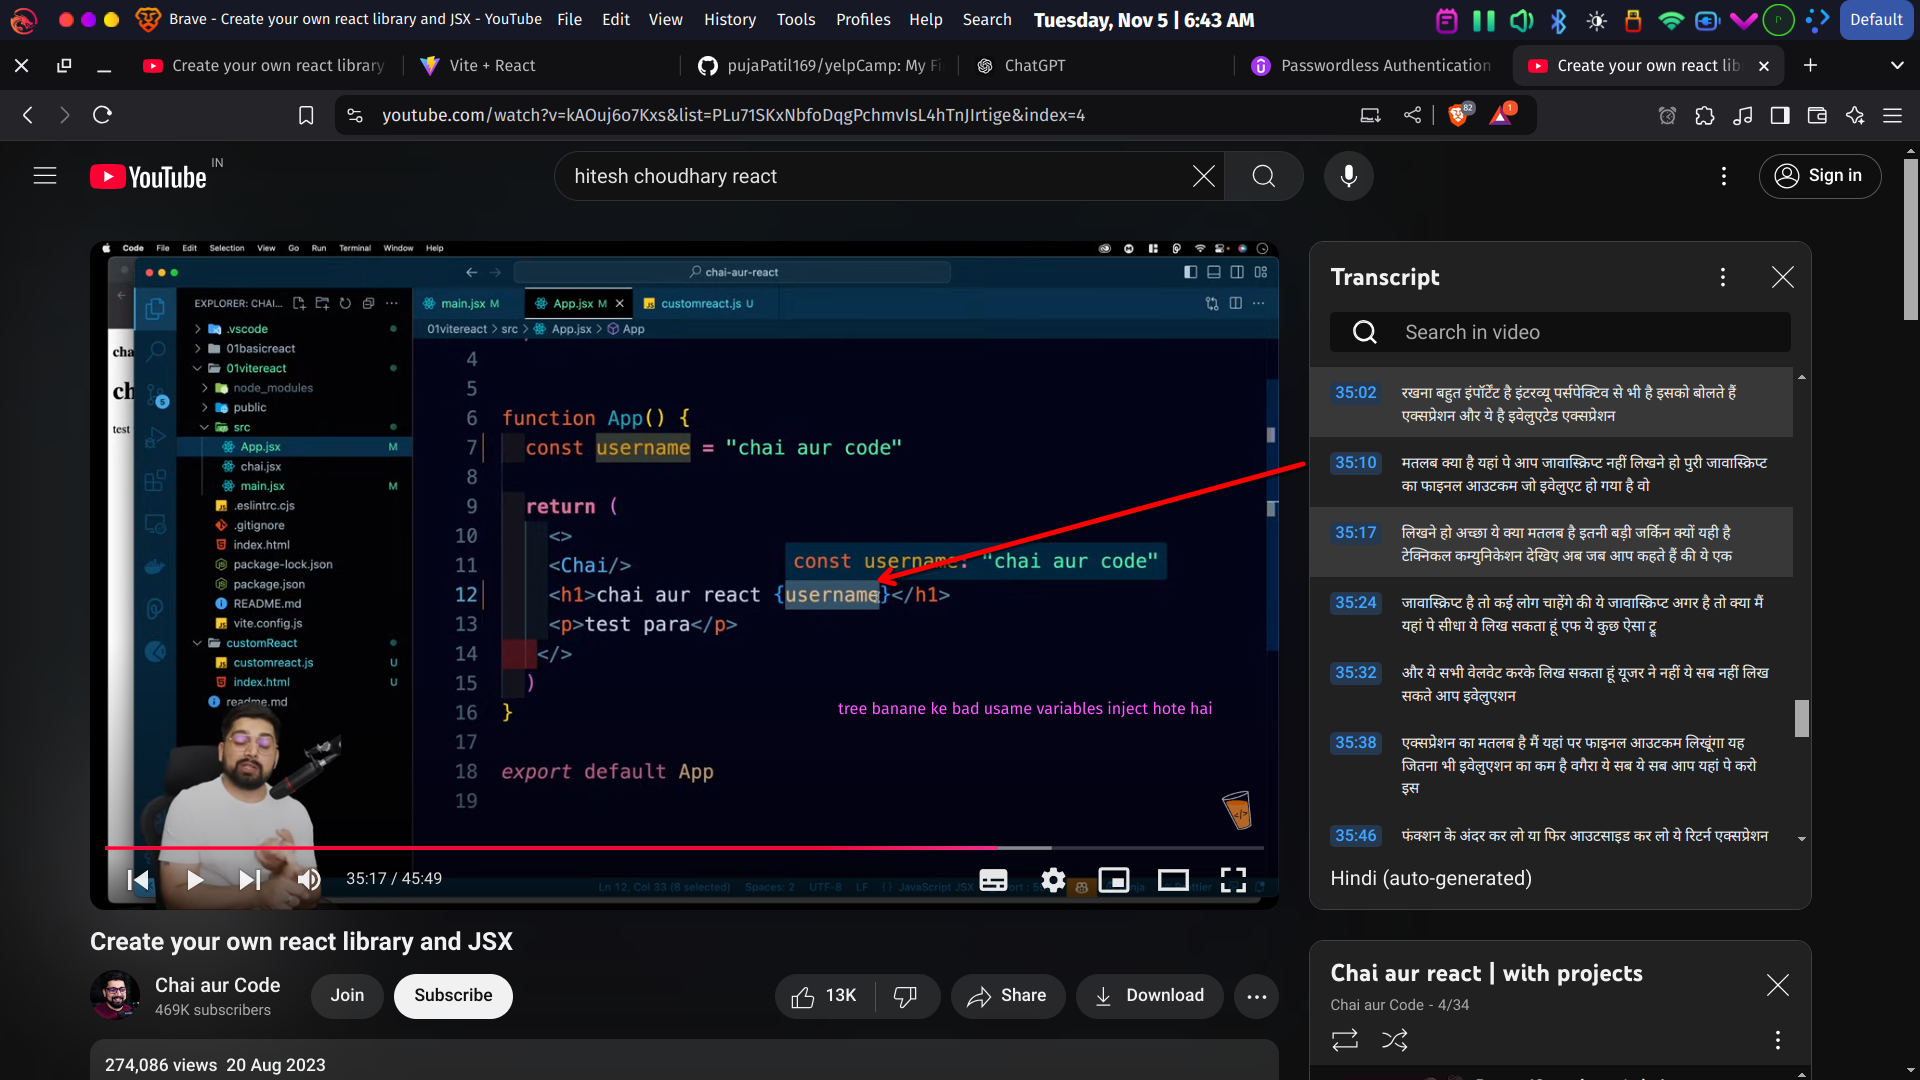 Brave - Create your own react library and JSX - YouTube File Edit View History Tools Profiles Help Search Tuesday, Nov 5 | 6:43 AM Default
Create your own react library
Vite + React
pujaPatil169/yelpCamp: My Fi
ChatGPT
Passwordless Authentication
Create your own react lib
youtube.com/watch?v=kAOuj6o7Kxs&list=PLu71SKxNbfoDqgPchmvIsL4hTnJIrtige&index=4
82
1
YouTube IN
hitesh choudhary react
Sign in
Code File Edit Selection View Go Run Terminal Window Help
chai-aur-react
EXPLORER: CHAI...
main.jsx M
App.jsx M
customreact.js U
01vitereact > src > App.jsx > App
.vscode
01basicreact
01vitereact
node_modules
public
src
App.jsx M
chai.jsx
main.jsx M
.eslintrc.cjs
.gitignore
index.html
package-lock.json
package.json
README.md
vite.config.js
customReact
customreact.js U
index.html U
readme.md
5
cha
ch
test
4
5
6 function App() {
7 const username = "chai aur code"
8
9 return (
10 <>
11 <Chai/>
const username: "chai aur code"
12 <h1>chai aur react {username}</h1>
13 <p>test para</p>
14 </>
15 )
16 }
tree banane ke bad usame variables inject hote hai
17
18 export default App
19
35:17 / 45:49
Ln 12, Col 33 (8 selected) Spaces: 2 UTF-8 LF JavaScript JSX
Transcript
Search in video
35:02 रखना बहुत इंपॉर्टेंट है इंटरव्यू पर्सपेक्टिव से भी है इसको बोलते हैं
एक्सप्रेशन और ये है इवेलुएटेड एक्सप्रेशन
35:10 मतलब क्या है यहां पे आप जावास्क्रिप्ट नहीं लिखने हो पुरी जावास्क्रिप्ट
का फाइनल आउटकम जो इवेलुएट हो गया है वो
35:17 लिखने हो अच्छा ये क्या मतलब है इतनी बड़ी जर्किन क्यों यही है
टेक्निकल कम्युनिकेशन देखिए अब जब आप कहते हैं की ये एक
35:24 जावास्क्रिप्ट है तो कई लोग चाहेंगे की ये जावास्क्रिप्ट अगर है तो क्या मैं
यहां पे सीधा ये लिख सकता हूं एफ ये कुछ ऐसा ट्रू
35:32 और ये सभी वेलवेट करके लिख सकता हूं यूजर ने नहीं ये सब नहीं लिख
सकते आप इवेलुएशन
35:38 एक्सप्रेशन का मतलब है मैं यहां पर फाइनल आउटकम लिखूंगा यह
जितना भी इवेलुएशन का कम है वगैरा ये सब ये सब आप यहां पे करो
इस
35:46 फंक्शन के अंदर कर लो या फिर आउटसाइड कर लो ये रिटर्न एक्सप्रेशन
Hindi (auto-generated)
Create your own react library and JSX
Chai aur Code
469K subscribers
Join
Subscribe
13K
Share
Download
274,086 views 20 Aug 2023
Chai aur react | with projects
Chai aur Code - 4/34